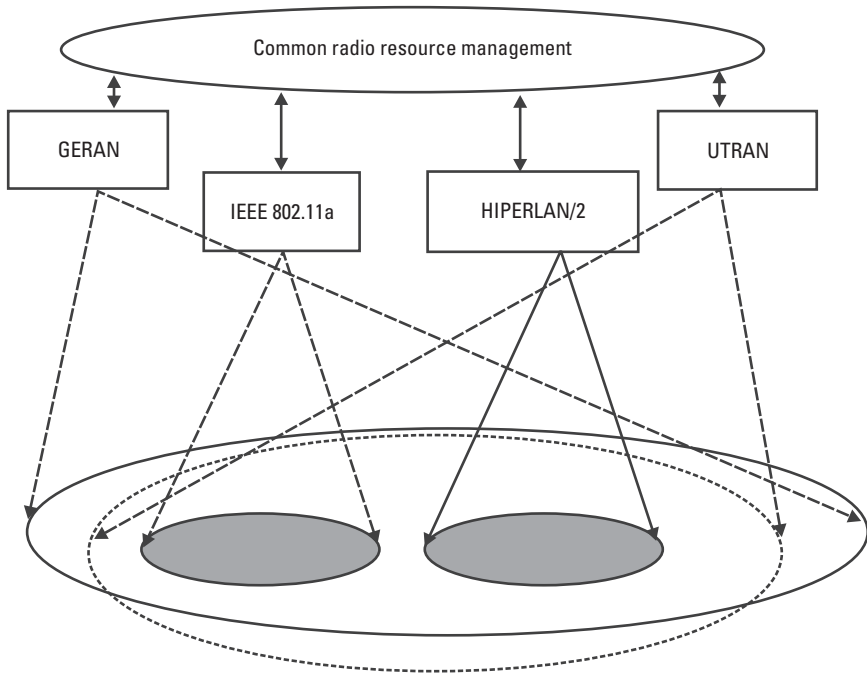 Common radio resource management
GERAN
UTRAN
IEEE 802.11a
HIPERLAN/2